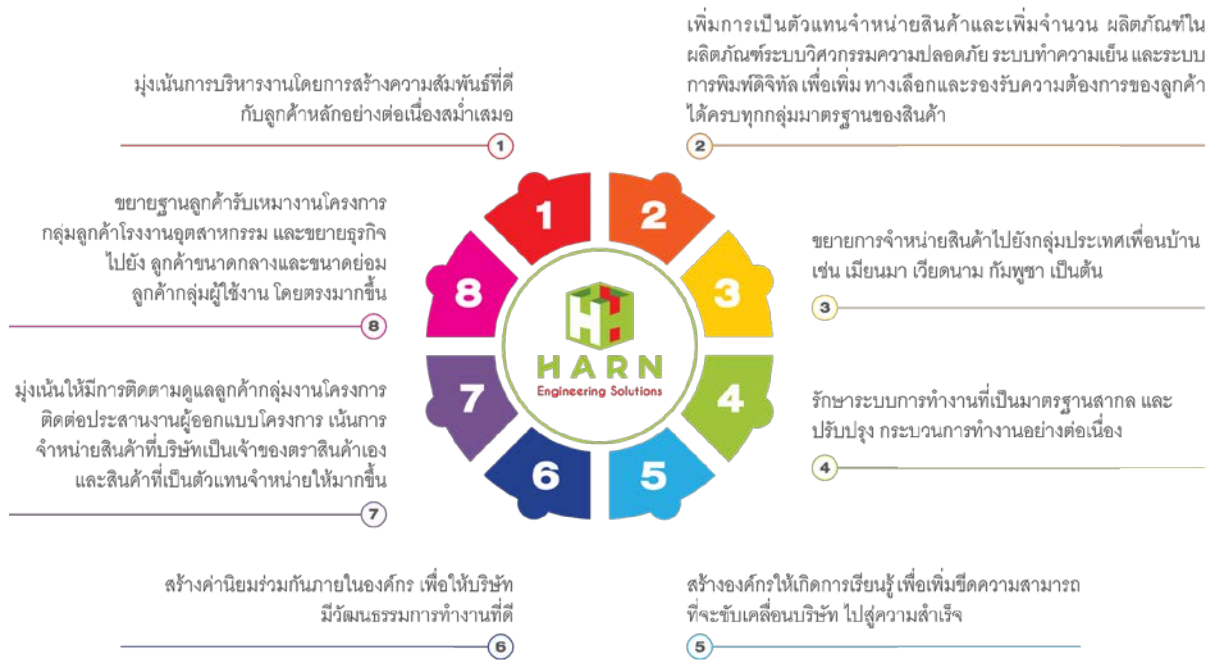 มุ่งเน้นการบริหารงานโดยการสร้างความสัมพันธ์ที่ดี
กับลูกค้าหลักอย่างต่อเนื่องสม่ำเสมอ
1
เพิ่มการเป็นตัวแทนจำหน่ายสินค้าและเพิ่มจำนวน ผลิตภัณฑ์ใน
ผลิตภัณฑ์ระบบวิศวกรรมความปลอดภัย ระบบทำความเย็น และระบบ
การพิมพ์ดิจิทัล เพื่อเพิ่ม ทางเลือกและรองรับความต้องการของลูกค้า
ได้ครบทุกกลุ่มมาตรฐานของสินค้า
2
ขยายการจำหน่ายสินค้าไปยังกลุ่มประเทศเพื่อนบ้าน
เช่น เมียนมา เวียดนาม กัมพูชา เป็นต้น
3
รักษาระบบการทำงานที่เป็นมาตรฐานสากล และ
ปรับปรุง กระบวนการทำงานอย่างต่อเนื่อง
4
สร้างองค์กรให้เกิดการเรียนรู้ เพื่อเพิ่มขีดความสามารถ
ที่จะขับเคลื่อนบริษัท ไปสู่ความสำเร็จ
5
สร้างค่านิยมร่วมกันภายในองค์กร เพื่อให้บริษัท
มีวัฒนธรรมการทำงานที่ดี
6
มุ่งเน้นให้มีการติดตามดูแลลูกค้ากลุ่มงานโครงการ
ติดต่อประสานงานผู้ออกแบบโครงการ เน้นการ
จำหน่ายสินค้าที่บริษัทเป็นเจ้าของตราสินค้าเอง
และสินค้าที่เป็นตัวแทนจำหน่ายให้มากขึ้น
7
ขยายฐานลูกค้ารับเหมางานโครงการ
กลุ่มลูกค้าโรงงานอุตสาหกรรม และขยายธุรกิจ
ไปยัง ลูกค้าขนาดกลางและขนาดย่อม
ลูกค้ากลุ่มผู้ใช้งาน โดยตรงมากขึ้น
8
1
2
3
4
5
6
7
8
HARN
Engineering Solutions